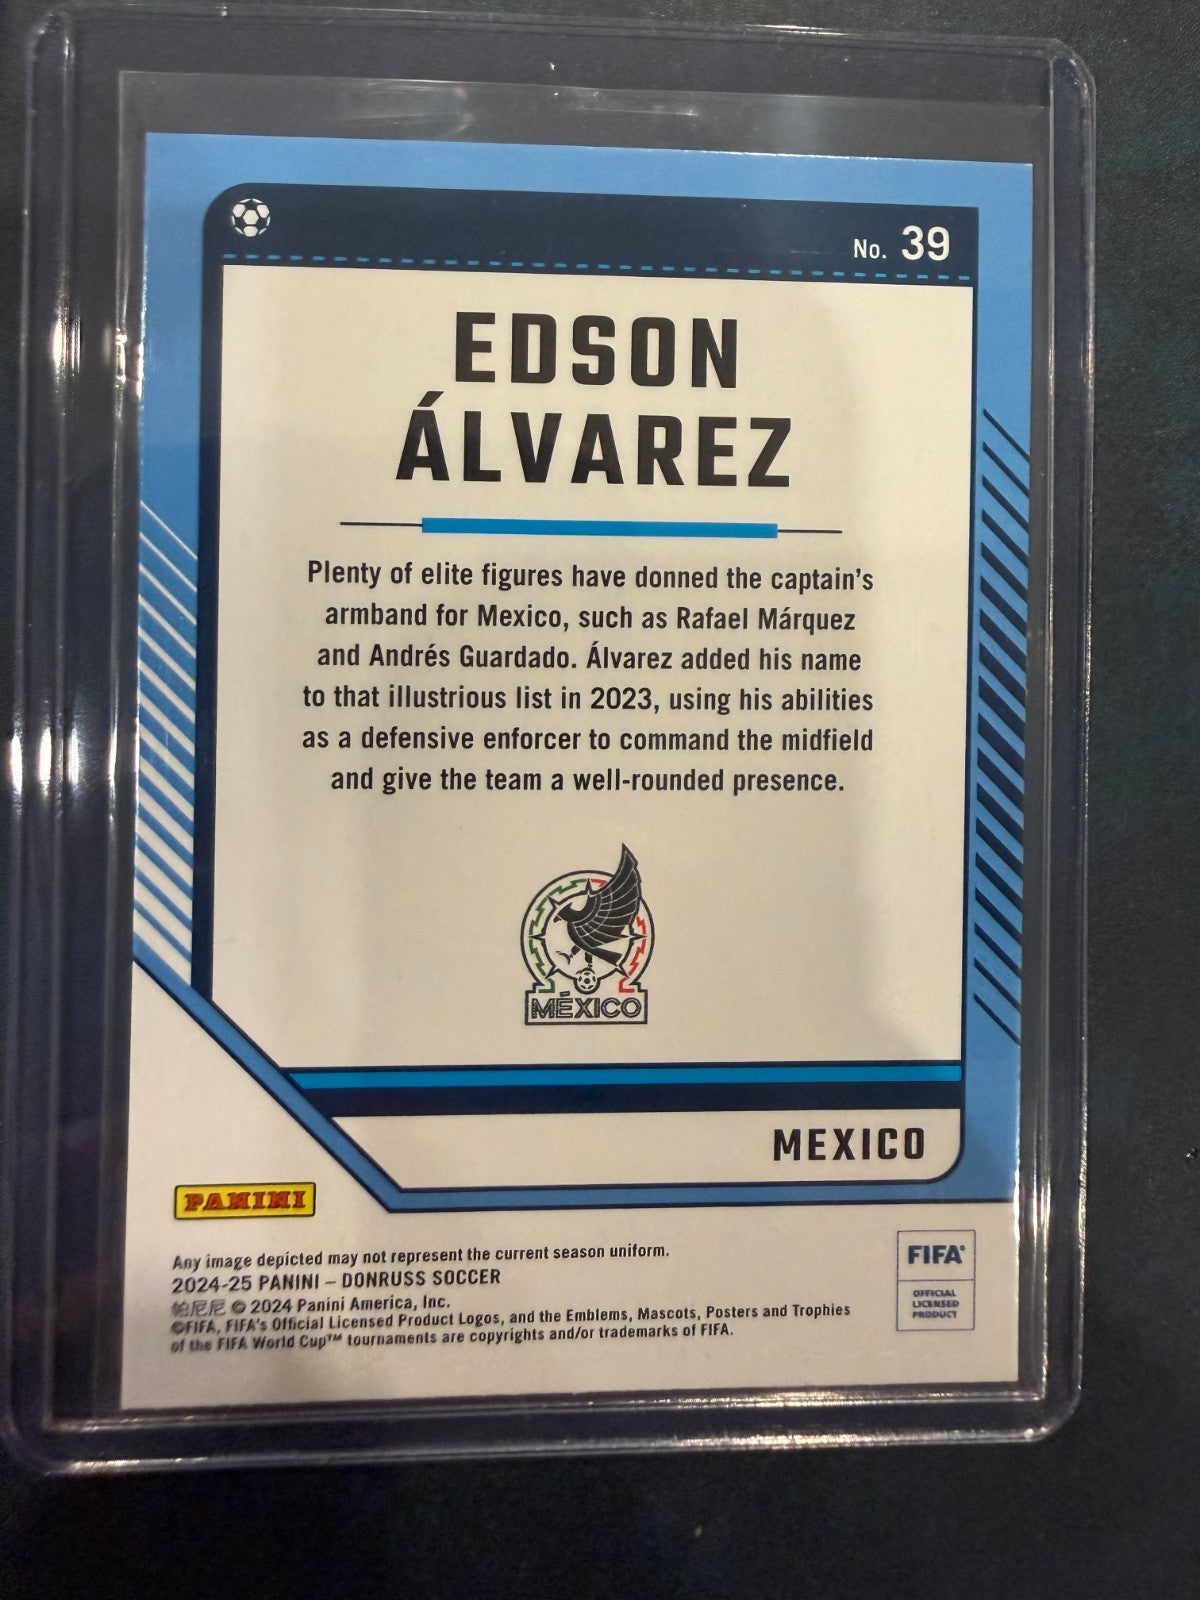 No. 39
EDSON
ÁLVAREZ
Plenty of elite figures have donned the captain's
armband for Mexico, such as Rafael Márquez
and Andrés Guardado. Álvarez added his name
to that illustrious list in 2023, using his abilities
as a defensive enforcer to command the midfield
and give the team a well-rounded presence.
MÉXICO
MEXICO
PANINI
Any image depicted may not represent the current season uniform.
2024-25 PANINI – DONRUSS SOCCER
帕尼尼 © 2024 Panini America, Inc.
©FIFA, FIFA's Official Licensed Product Logos, and the Emblems, Mascots, Posters and Trophies
of the FIFA World Cup™ tournaments are copyrights and/or trademarks of FIFA.
FIFA®
OFFICIAL
LICENSED
PRODUCT